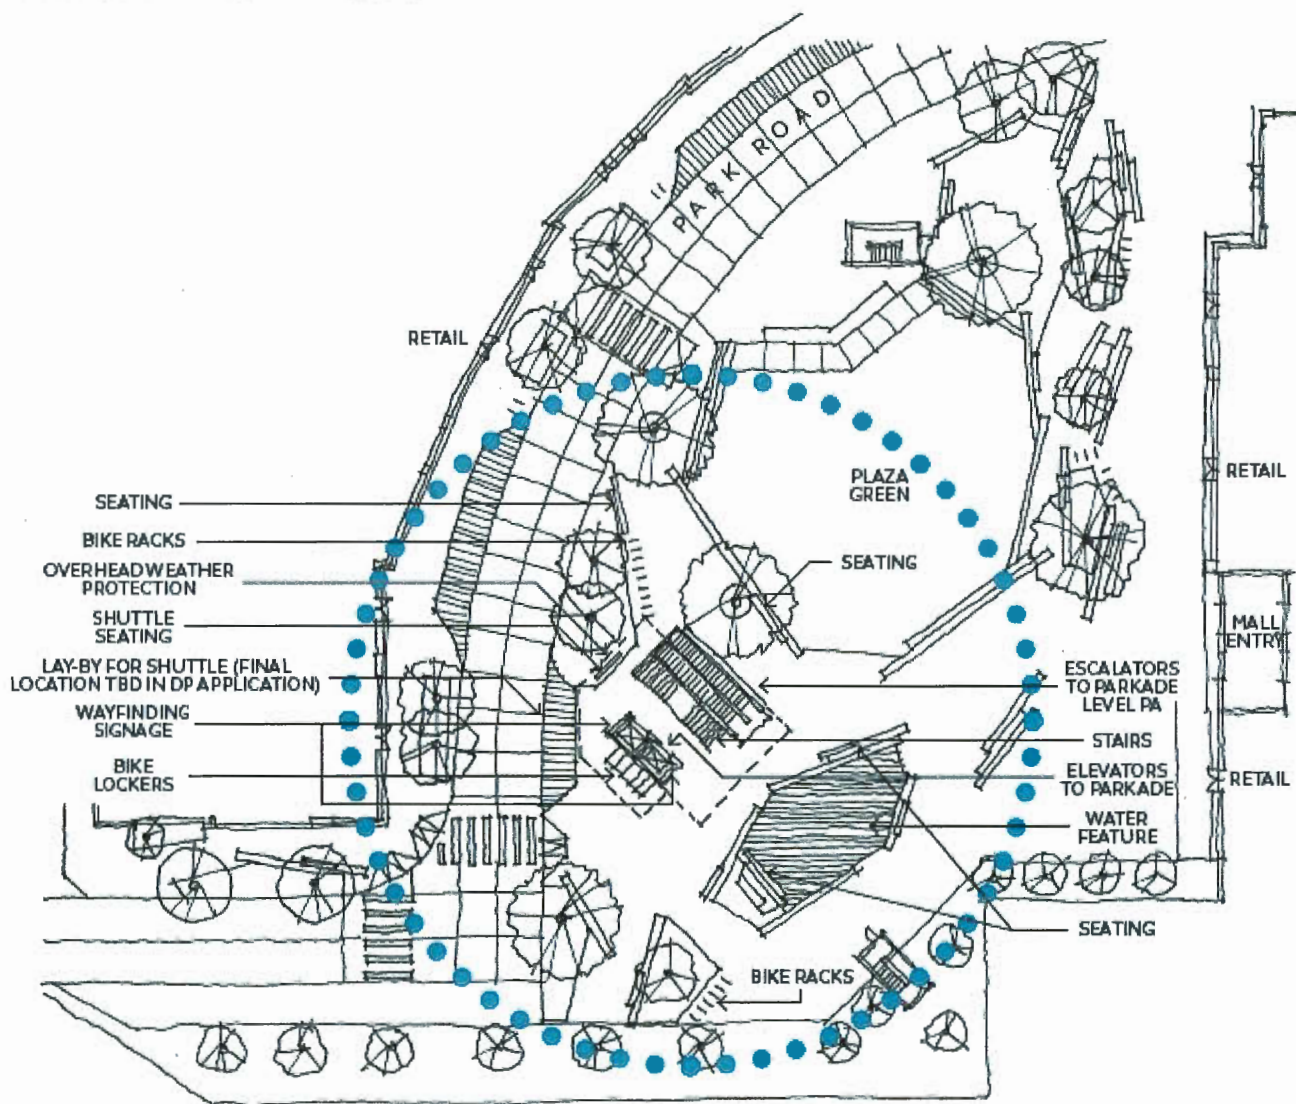 PARK ROAD
RETAIL
SEATING
BIKE RACKS
OVERHEAD WEATHER
PROTECTION
SHUTTLE
SEATING
LAY-BY FOR SHUTTLE (FINAL
LOCATION TBD IN DP APPLICATION)
WAYFINDING
SIGNAGE
BIKE
LOCKERS
PLAZA
GREEN
SEATING
RETAIL
MALL
ENTRY
ESCALATORS
TO PARKADE
LEVEL PA
STAIRS
ELEVATORS
TO PARKADE
RETAIL
WATER
FEATURE
SEATING
BIKE RACKS